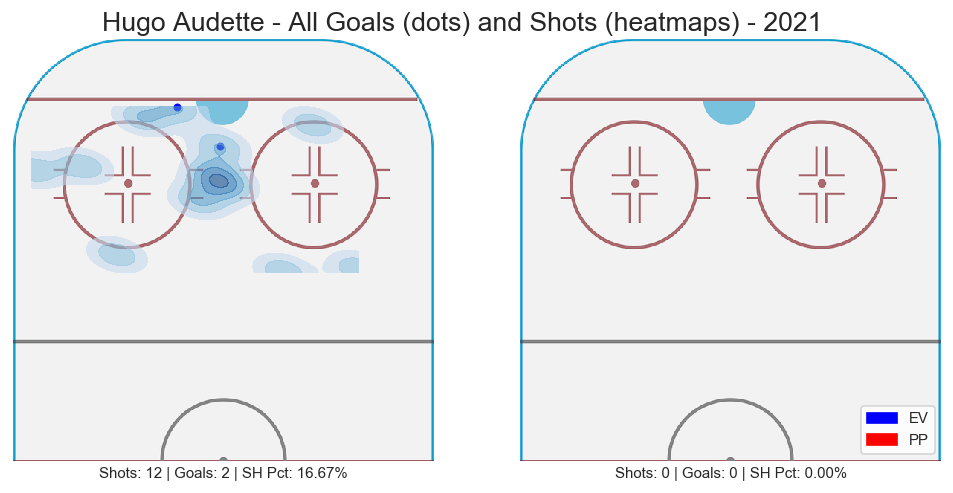 Hugo Audette - All Goals (dots) and Shots (heatmaps) - 2021
EV
PP
Shots: 12 | Goals: 2 | SH Pct: 16.67%
Shots: 0 | Goals: 0 | SH Pct: 0.00%